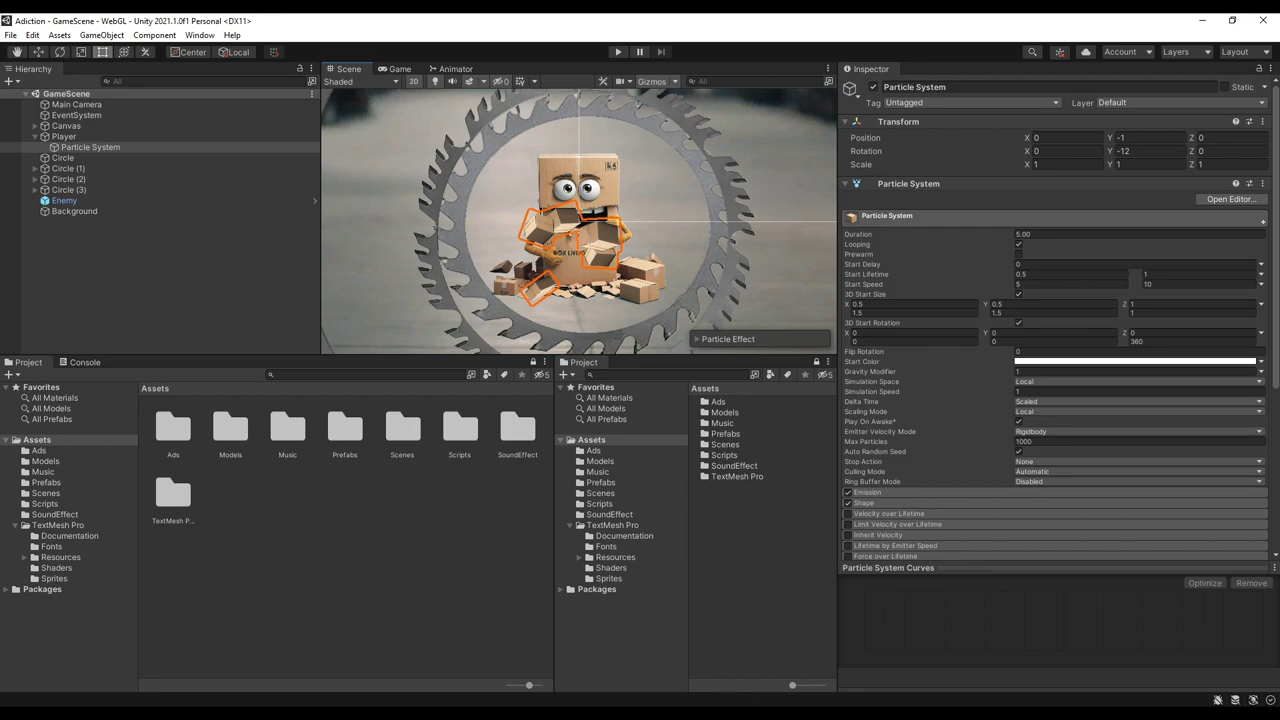 Adiction - GameScene - WebGL - Unity 2021.1.0f1 Personal <DX11>
File Edit Assets GameObject Component Window Help
Center Local Account Layers Layout
Hierarchy
All
GameScene
Main Camera
EventSystem
Canvas
Player
Particle System
Circle
Circle (1)
Circle (2)
Circle (3)
Enemy
Background
Scene Game Animator
Shaded 2D 0 Gizmos All
Particle Effect
Project Console
5
Favorites
All Materials
All Models
All Prefabs
Assets
Ads
Models
Music
Prefabs
Scenes
Scripts
SoundEffect
TextMesh Pro
Documentation
Fonts
Resources
Shaders
Sprites
Packages
Assets
Ads Models Music Prefabs Scenes Scripts SoundEffect
TextMesh P...
Project
5
Favorites
All Materials
All Models
All Prefabs
Assets
Ads
Models
Music
Prefabs
Scenes
Scripts
SoundEffect
TextMesh Pro
Documentation
Fonts
Resources
Shaders
Sprites
Packages
Assets
Ads
Models
Music
Prefabs
Scenes
Scripts
SoundEffect
TextMesh Pro
Inspector
Particle System Static
Tag Untagged Layer Default
Transform
Position X 0 Y -1 Z 0
Rotation X 0 Y -12 Z 0
Scale X 1 Y 1 Z 1
Particle System
Open Editor...
Particle System
Duration 5.00
Looping
Prewarm
Start Delay 0
Start Lifetime 0.5 1
Start Speed 5 10
3D Start Size
X 0.5 Y 0.5 Z 1
1.5 1.5 1
3D Start Rotation
X 0 Y 0 Z 0
0 0 360
Flip Rotation 0
Start Color
Gravity Modifier 1
Simulation Space Local
Simulation Speed 1
Delta Time Scaled
Scaling Mode Local
Play On Awake*
Emitter Velocity Mode Rigidbody
Max Particles 1000
Auto Random Seed
Stop Action None
Culling Mode Automatic
Ring Buffer Mode Disabled
Emission
Shape
Velocity over Lifetime
Limit Velocity over Lifetime
Inherit Velocity
Lifetime by Emitter Speed
Force over Lifetime
Particle System Curves
Optimize Remove